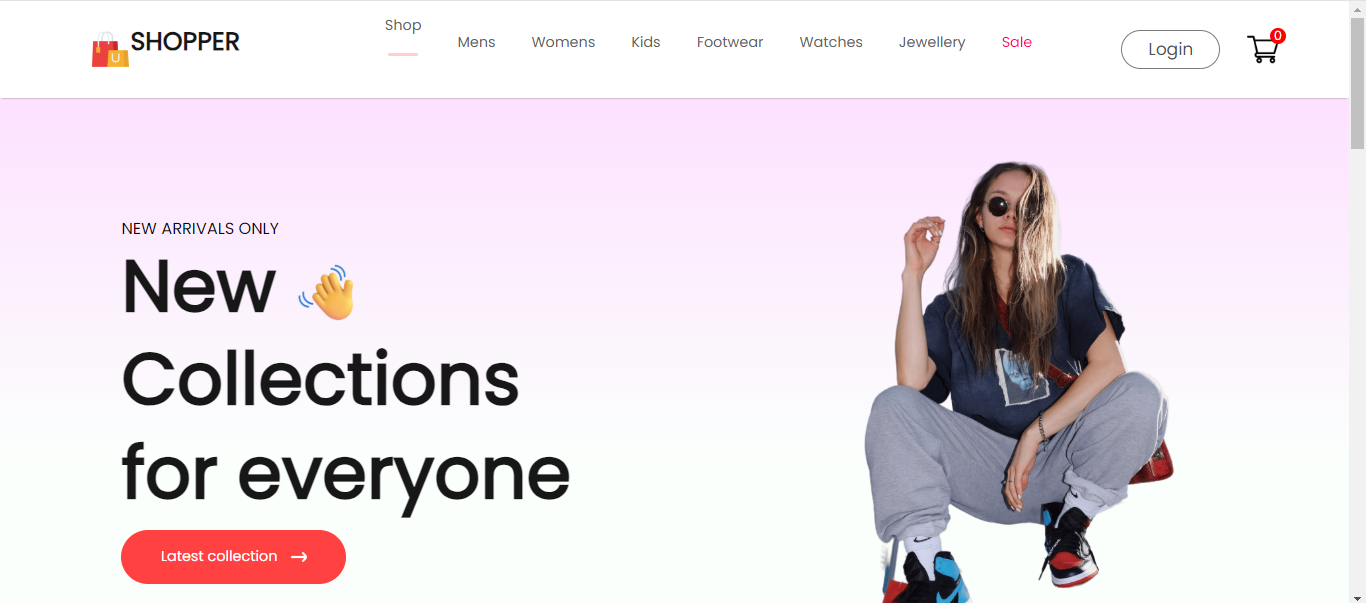 SHOPPER
Shop
Mens
Womens
Kids
Footwear
Watches
Jewellery
Sale
Login
0
NEW ARRIVALS ONLY
New
Collections
for everyone
Latest collection →